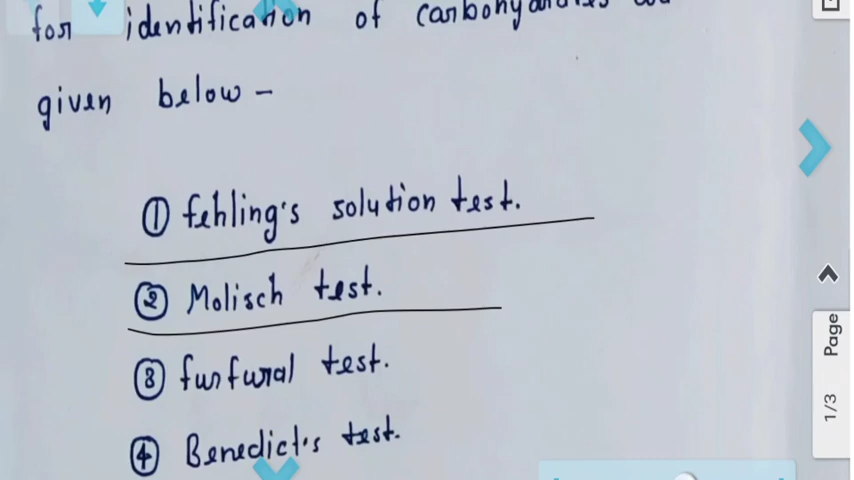 for identification of carbohydrates
given below -
① fehling's solution test.
② Molisch test.
③ furfural test.
④ Benedict's test.
Page
1/3